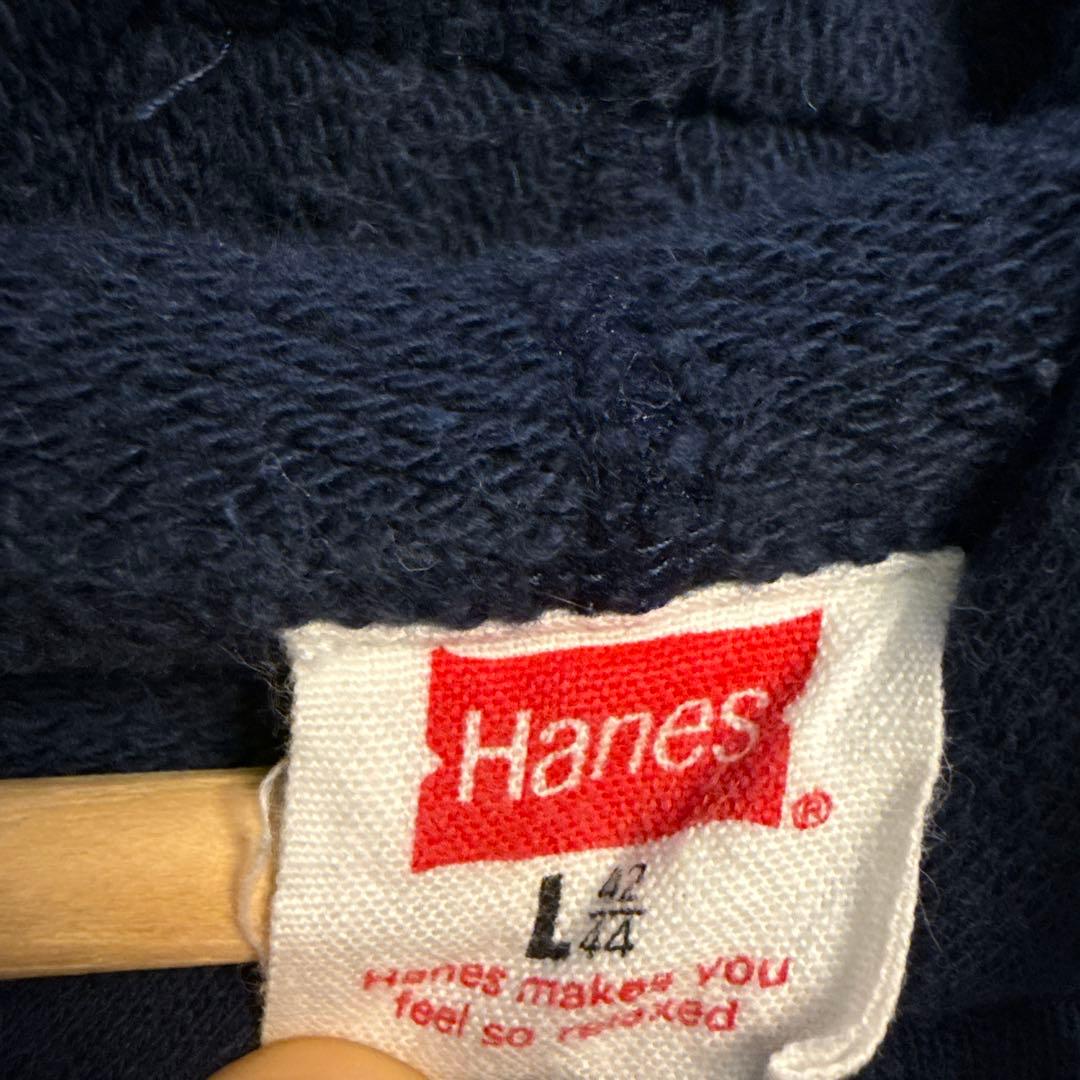 Hanes®
L 42/44
Hanes makes you
feel so relaxed